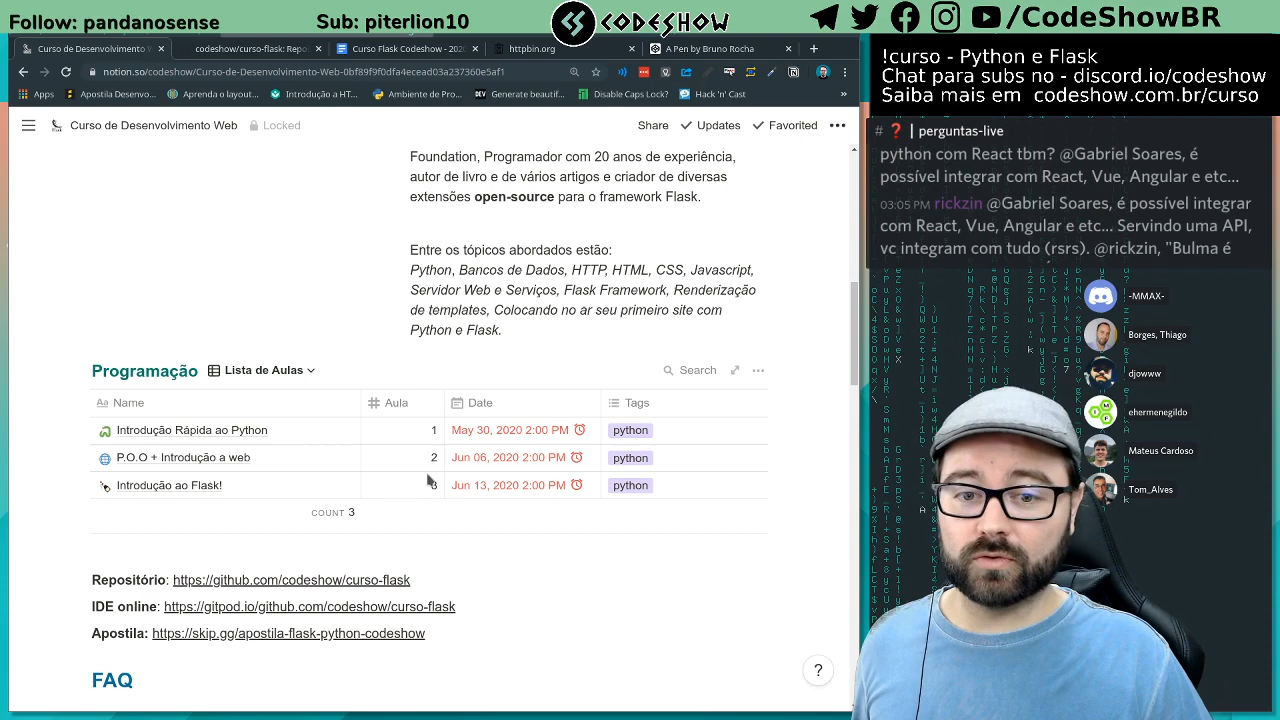 Follow: pandanosense
Sub: piterlion10
CODESHOW
/CodeShowBR
Curso de Desenvolvimento W
codeshow/curso-flask: Repos
Curso Flask Codeshow - 202
httpbin.org
A Pen by Bruno Rocha
notion.so/codeshow/Curso-de-Desenvolvimento-Web-0bf89f9f0dfa4ecead03a237360e5af1
Apps
Apostila Desenvo...
Aprenda o layout...
Introdução a HT...
Ambiente de Pro...
Generate beautif...
Disable Caps Lock?
Hack 'n' Cast
»
Curso de Desenvolvimento Web
Locked
Share
Updates
Favorited
Foundation, Programador com 20 anos de experiência,
autor de livro e de vários artigos e criador de diversas
extensões open-source para o framework Flask.
Entre os tópicos abordados estão:
Python, Bancos de Dados, HTTP, HTML, CSS, Javascript,
Servidor Web e Serviços, Flask Framework, Renderização
de templates, Colocando no ar seu primeiro site com
Python e Flask.
Programação
Lista de Aulas
Search
Aa Name
Aula
Date
Tags
Introdução Rápida ao Python
1
May 30, 2020 2:00 PM
python
P.O.O + Introdução a web
2
Jun 06, 2020 2:00 PM
python
Introdução ao Flask!
3
Jun 13, 2020 2:00 PM
python
COUNT 3
Repositório: https://github.com/codeshow/curso-flask
IDE online: https://gitpod.io/github.com/codeshow/curso-flask
Apostila: https://skip.gg/apostila-flask-python-codeshow
FAQ
?
!curso - Python e Flask
Chat para subs no - discord.io/codeshow
Saiba mais em codeshow.com.br/curso
# ❓ | perguntas-live
python com React tbm? @Gabriel Soares, é
possível integrar com React, Vue, Angular e etc...
03:05 PM rickzin @Gabriel Soares, é possível integrar
com React, Vue, Angular e etc... Servindo uma API,
vc integram com tudo (rsrs). @rickzin, "Bulma é
-MMAX-
Borges, Thiago
djowww
ehermenegildo
Mateus Cardoso
Tom_Alves